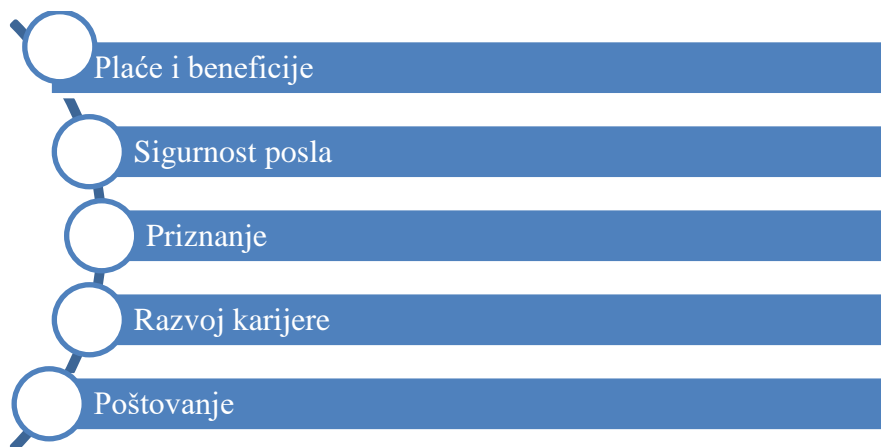 Plaće i beneficije
Sigurnost posla
Priznanje
Razvoj karijere
Poštovanje